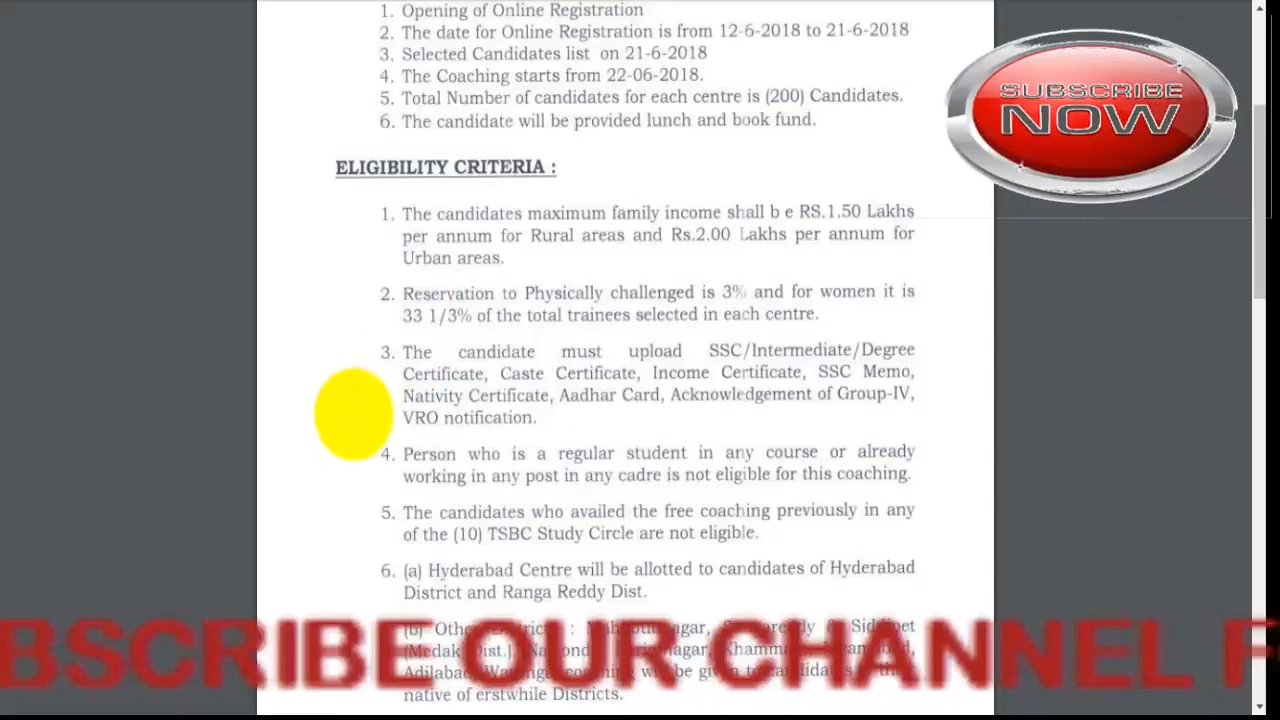 1. Opening of Online Registration
2. The date for Online Registration is from 12-6-2018 to 21-6-2018
3. Selected Candidates list on 21-6-2018
4. The Coaching starts from 22-06-2018.
5. Total Number of candidates for each centre is (200) Candidates.
6. The candidate will be provided lunch and book fund.
SUBSCRIBE
NOW
ELIGIBILITY CRITERIA :
1. The candidates maximum family income shall b e RS.1.50 Lakhs
per annum for Rural areas and Rs.2.00 Lakhs per annum for
Urban areas.
2. Reservation to Physically challenged is 3% and for women it is
33 1/3% of the total trainees selected in each centre.
3. The candidate must upload SSC/Intermediate/Degree
Certificate, Caste Certificate, Income Certificate, SSC Memo,
Nativity Certificate, Aadhar Card, Acknowledgement of Group-IV,
VRO notification.
4. Person who is a regular student in any course or already
working in any post in any cadre is not eligible for this coaching.
5. The candidates who availed the free coaching previously in any
of the (10) TSBC Study Circle are not eligible.
6. (a) Hyderabad Centre will be allotted to candidates of Hyderabad
District and Ranga Reddy Dist.
(b) Other : Siddipet
(Medak Dist.)
Adilabad
native of erstwhile Districts.
BSCRIBE OUR CHANNEL F